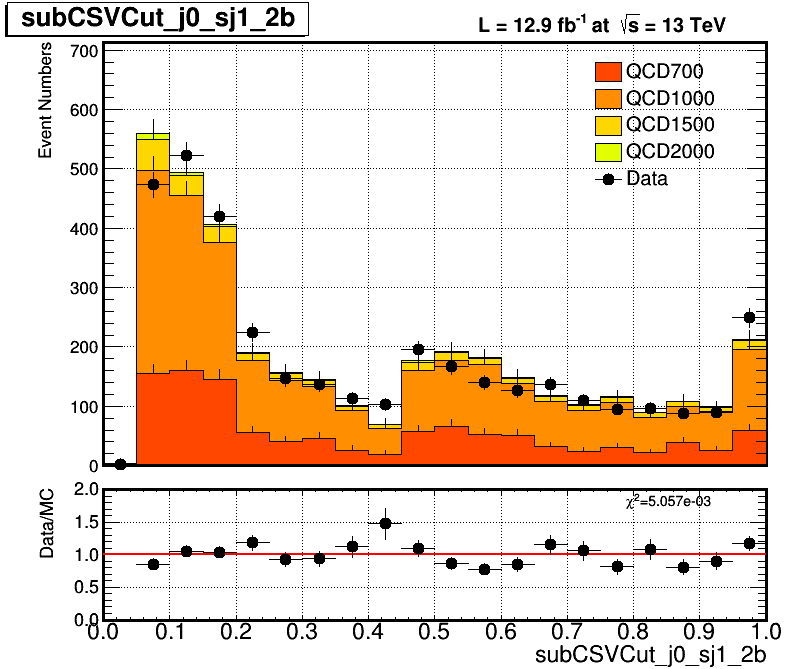 subCSVCut_j0_sj1_2b
L = 12.9 fb⁻¹ at √s = 13 TeV
Event Numbers
700
600
500
400
300
200
100
0
QCD700
QCD1000
QCD1500
QCD2000
Data
Data/MC
2.0
1.5
1.0
0.5
0.0
χ²=5.057e-03
0.0 0.1 0.2 0.3 0.4 0.5 0.6 0.7 0.8 0.9 1.0
subCSVCut_j0_sj1_2b